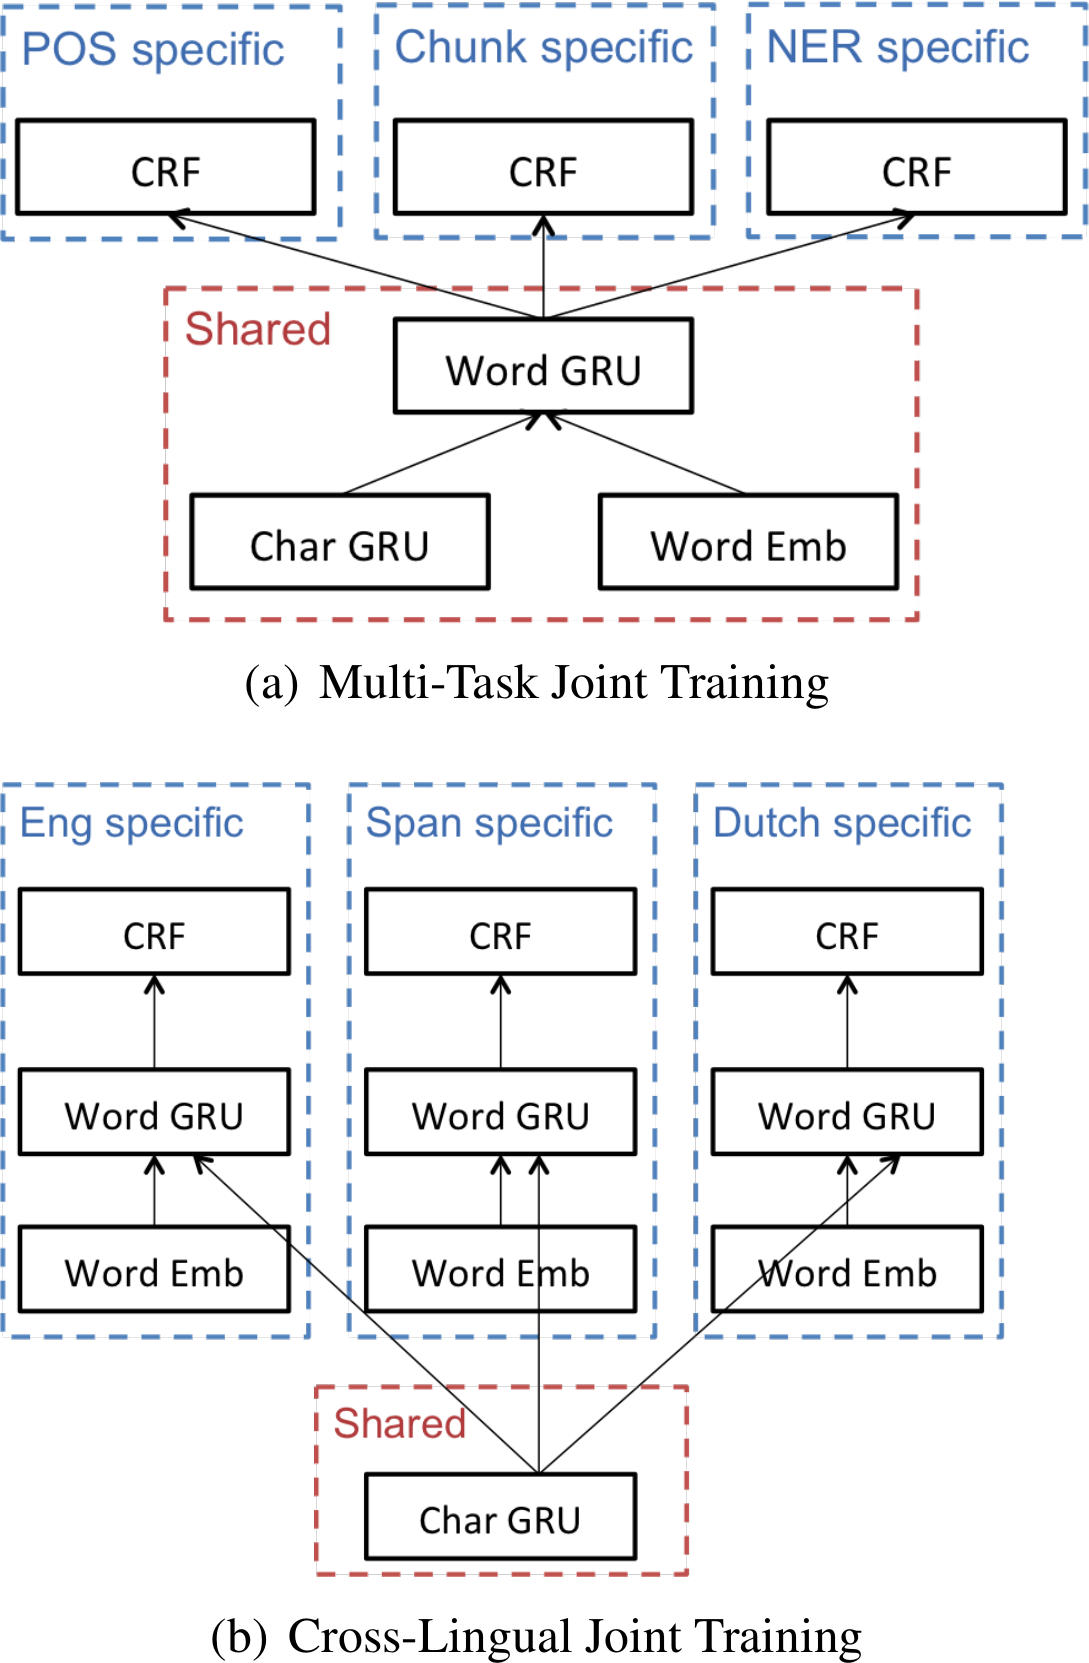 POS specific
Chunk specific
NER specific
CRF
CRF
CRF
Shared
Word GRU
Char GRU
Word Emb
(a) Multi-Task Joint Training
Eng specific
Span specific
Dutch specific
CRF
CRF
CRF
Word GRU
Word GRU
Word GRU
Word Emb
Word Emb
Word Emb
Shared
Char GRU
(b) Cross-Lingual Joint Training